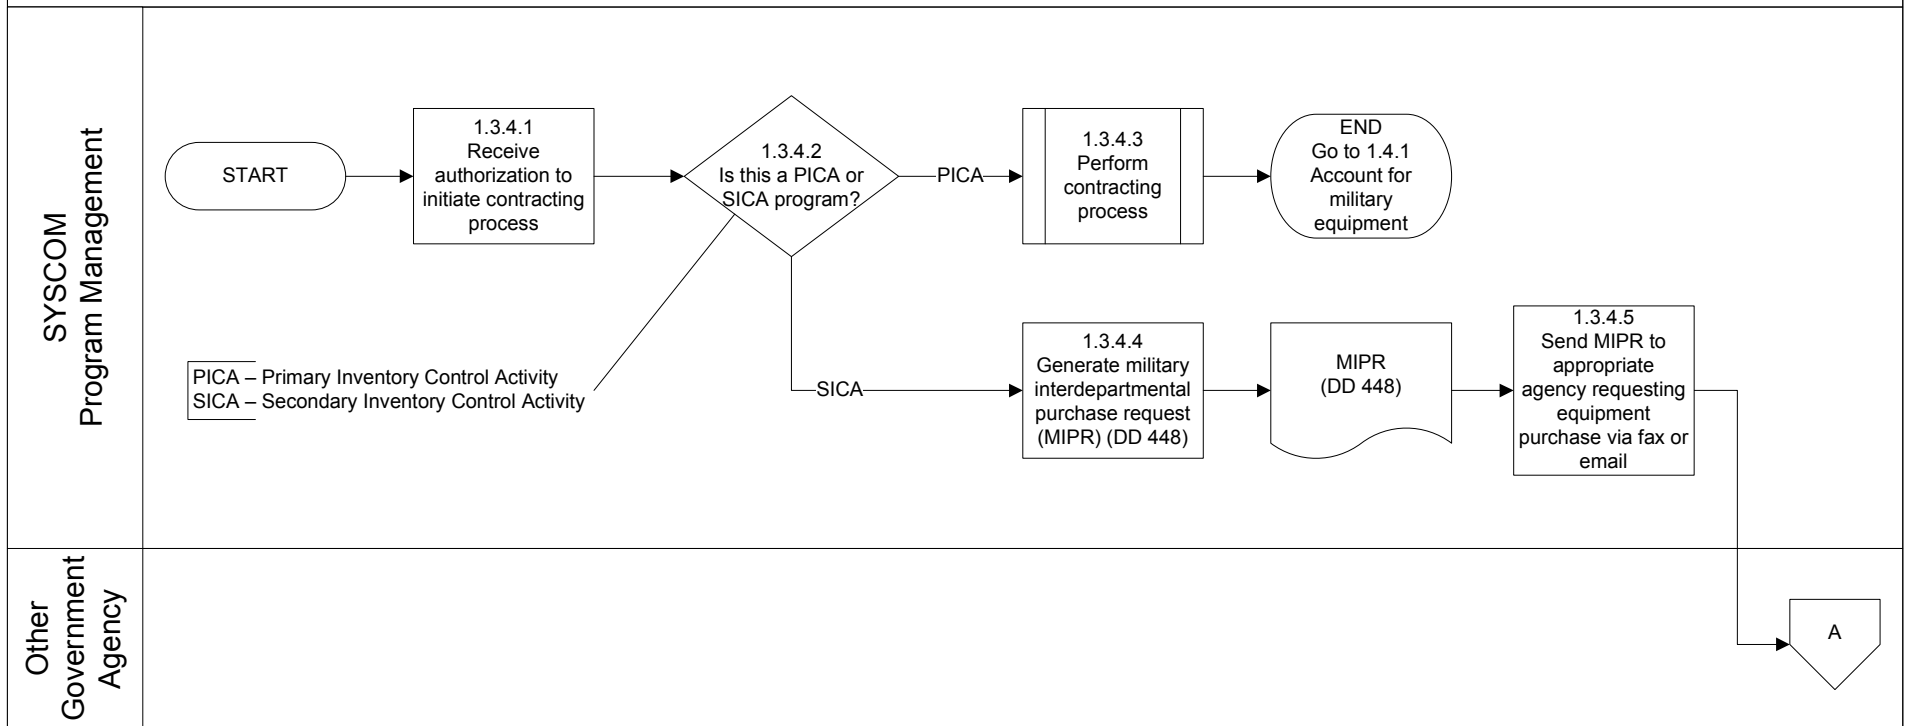 SYSCOM
Program Management
START
1.3.4.1
Receive
authorization to
initiate contracting
process
1.3.4.2
Is this a PICA or
SICA program?
PICA
1.3.4.3
Perform
contracting
process
END
Go to 1.4.1
Account for
military
equipment
PICA – Primary Inventory Control Activity
SICA – Secondary Inventory Control Activity
SICA
1.3.4.4
Generate military
interdepartmental
purchase request
(MIPR) (DD 448)
MIPR
(DD 448)
1.3.4.5
Send MIPR to
appropriate
agency requesting
equipment
purchase via fax or
email
Other
Government
Agency
A